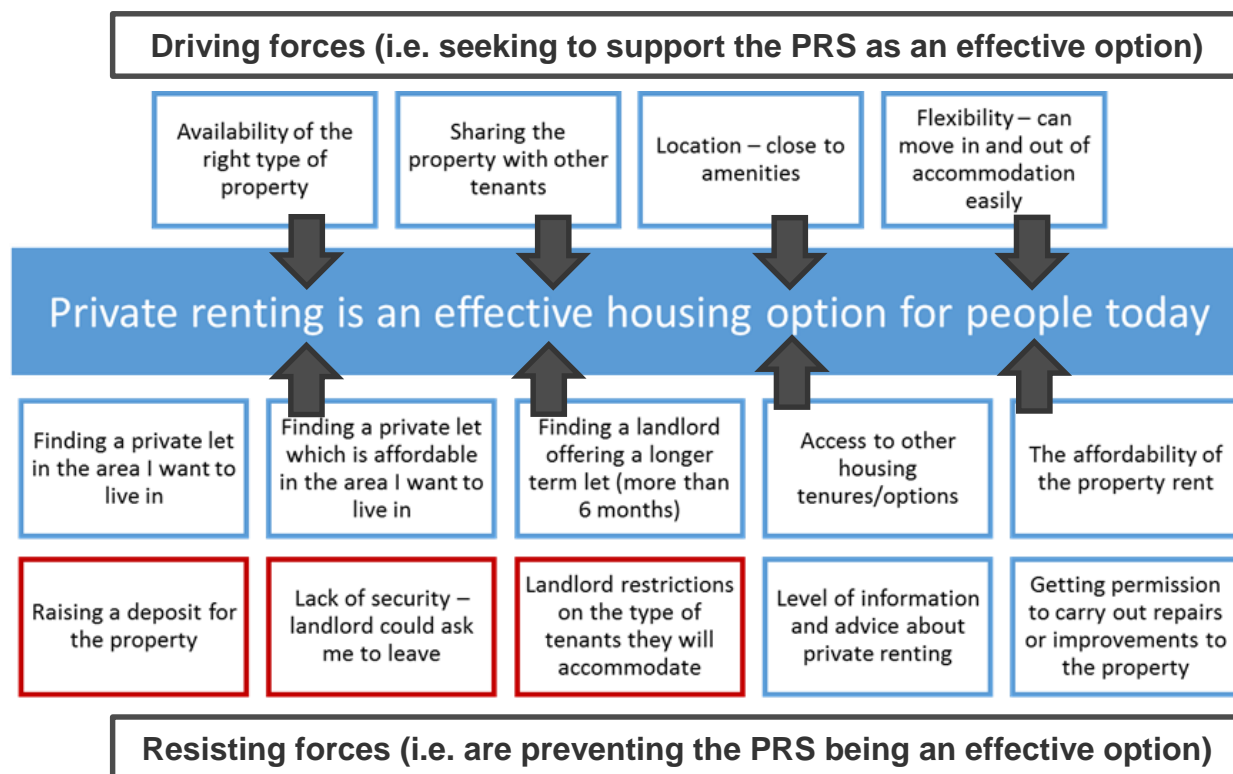 Driving forces (i.e. seeking to support the PRS as an effective option)
Availability of the
right type of
property
Sharing the
property with other
tenants
Location – close to
amenities
Flexibility – can
move in and out of
accommodation
easily
Private renting is an effective housing option for people today
Finding a private let
in the area I want to
live in
Finding a private let
which is affordable
in the area I want to
live in
Finding a landlord
offering a longer
term let (more than
6 months)
Access to other
housing
tenures/options
The affordability of
the property rent
Raising a deposit for
the property
Lack of security –
landlord could ask
me to leave
Landlord restrictions
on the type of
tenants they will
accommodate
Level of information
and advice about
private renting
Getting permission
to carry out repairs
or improvements to
the property
Resisting forces (i.e. are preventing the PRS being an effective option)